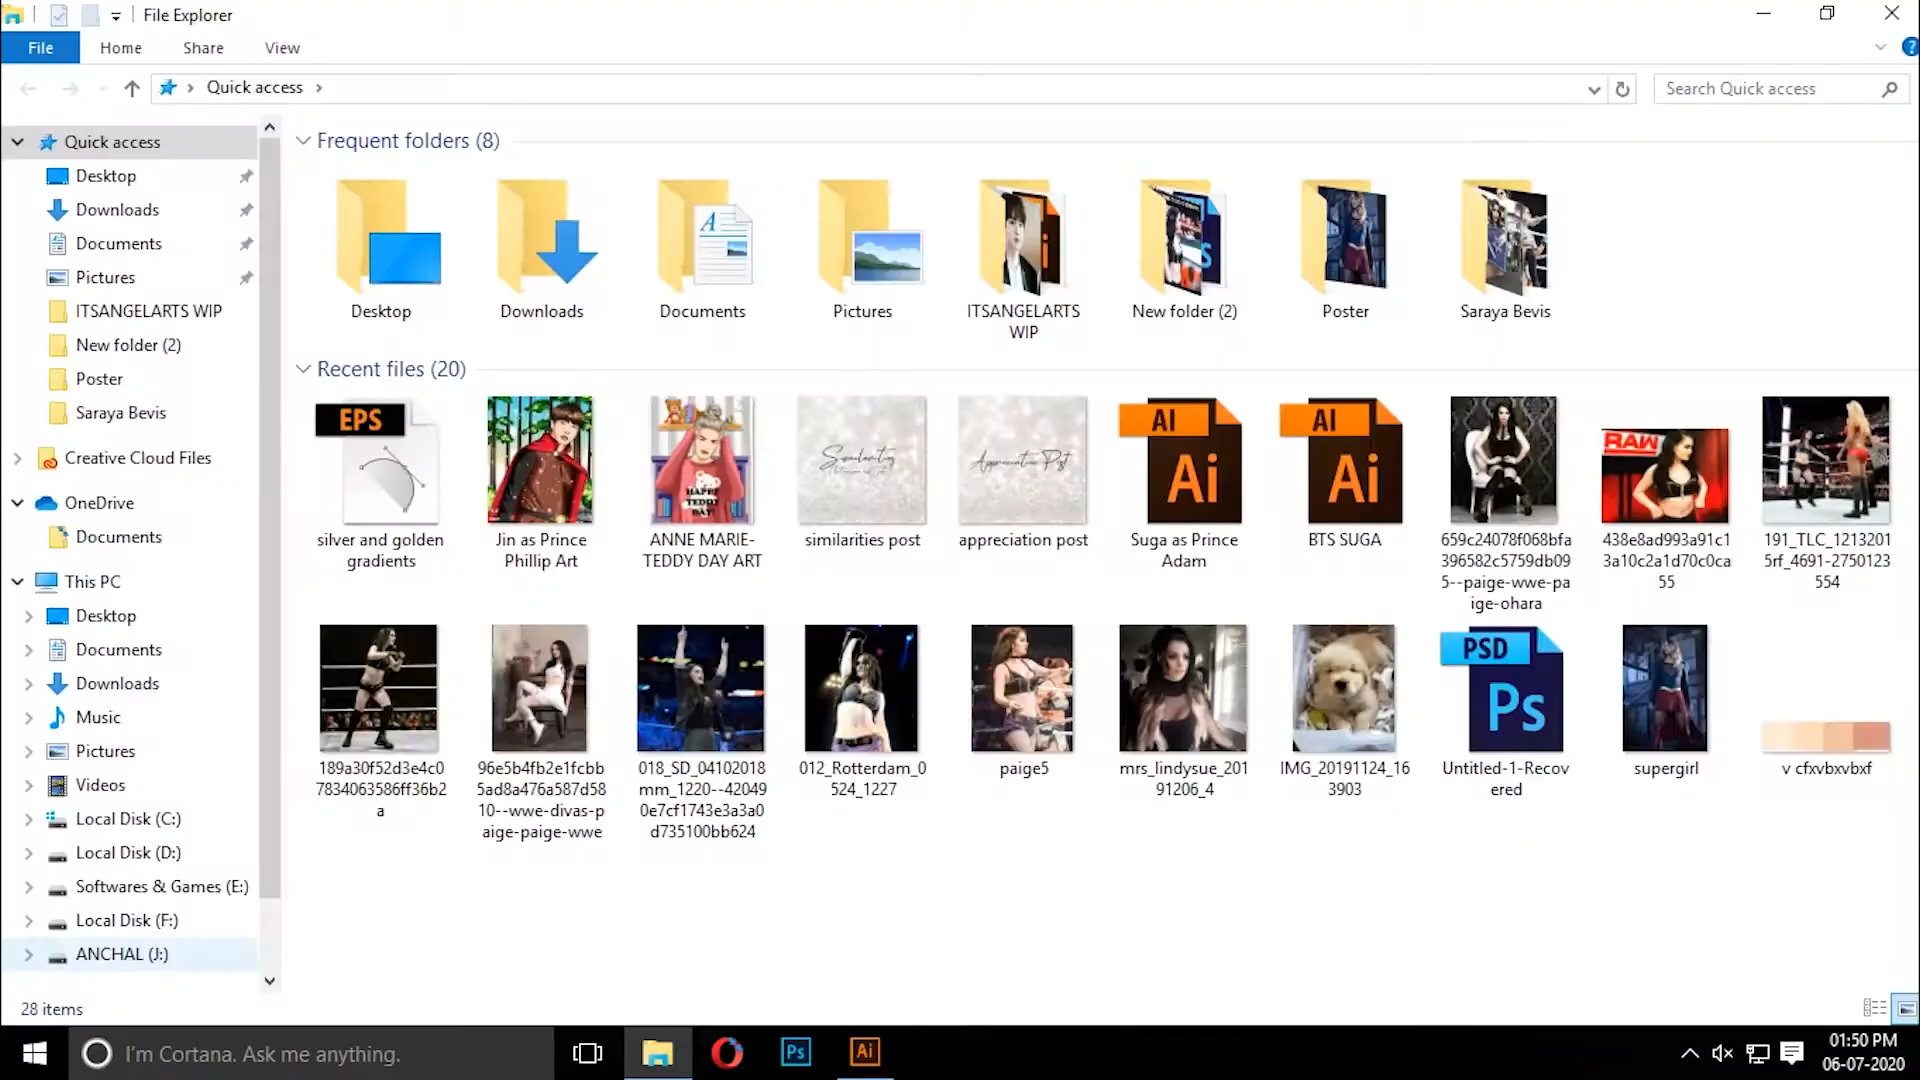 File Explorer
File Home Share View
Quick access
Search Quick access
Quick access
Desktop
Downloads
Documents
Pictures
ITSANGELARTS WIP
New folder (2)
Poster
Saraya Bevis
Creative Cloud Files
OneDrive
Documents
This PC
Desktop
Documents
Downloads
Music
Pictures
Videos
Local Disk (C:)
Local Disk (D:)
Softwares & Games (E:)
Local Disk (F:)
ANCHAL (J:)
Frequent folders (8)
Desktop
Downloads
Documents
Pictures
ITSANGELARTS
WIP
New folder (2)
Poster
Saraya Bevis
Recent files (20)
EPS
silver and golden
gradients
Jin as Prince
Phillip Art
HAPPY
TEDDY
DAY
ANNE MARIE-
TEDDY DAY ART
Similarities
similarities post
Appreciation Post
appreciation post
AI
Ai
Suga as Prince
Adam
AI
Ai
BTS SUGA
659c24078f068bfa
396582c5759db09
5--paige-wwe-pa
ige-ohara
RAW
438e8ad993a91c1
3a10c2a1d70c0ca
55
191_TLC_1213201
5rf_4691-2750123
554
189a30f52d3e4c0
7834063586ff36b2
a
96e5b4fb2e1fcbb
5ad8a476a587d58
10--wwe-divas-p
aige-paige-wwe
018_SD_04102018
mm_1220--42049
0e7cf1743e3a3a0
d735100bb624
012_Rotterdam_0
524_1227
paige5
mrs_lindysue_201
91206_4
IMG_20191124_16
3903
PSD
Ps
Untitled-1-Recov
ered
supergirl
v cfxvbxvbxf
28 items
I'm Cortana. Ask me anything.
Ps
Ai
01:50 PM
06-07-2020